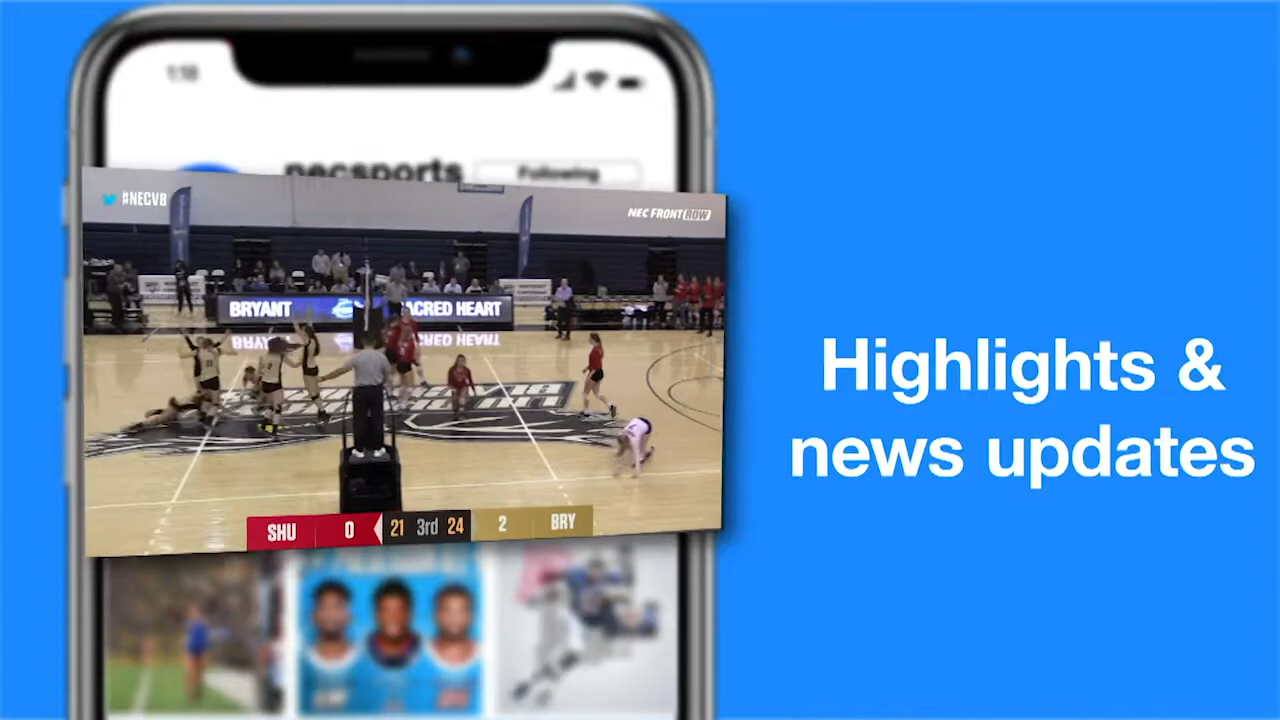 1:18
necsports
Following
#NECVB
NEC FRONT ROW
BRYANT
SACRED HEART
SHU 0 21 3rd 24 2 BRY
Highlights &
news updates